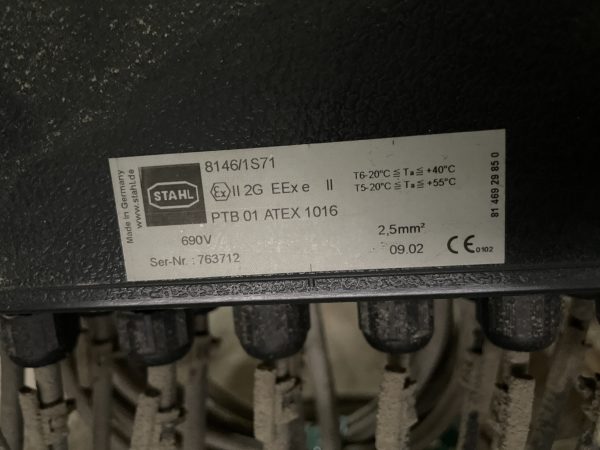 Made in Germany
www.stahl.de
STAHL
8146/1S71
Ex II 2G EEx e II
PTB 01 ATEX 1016
690V
Ser-Nr. : 763712
T6-20°C ≦ Ta ≦ +40°C
T5-20°C ≦ Ta ≦ +55°C
2,5mm²
09.02 CE 0102
81 469 29 85 0